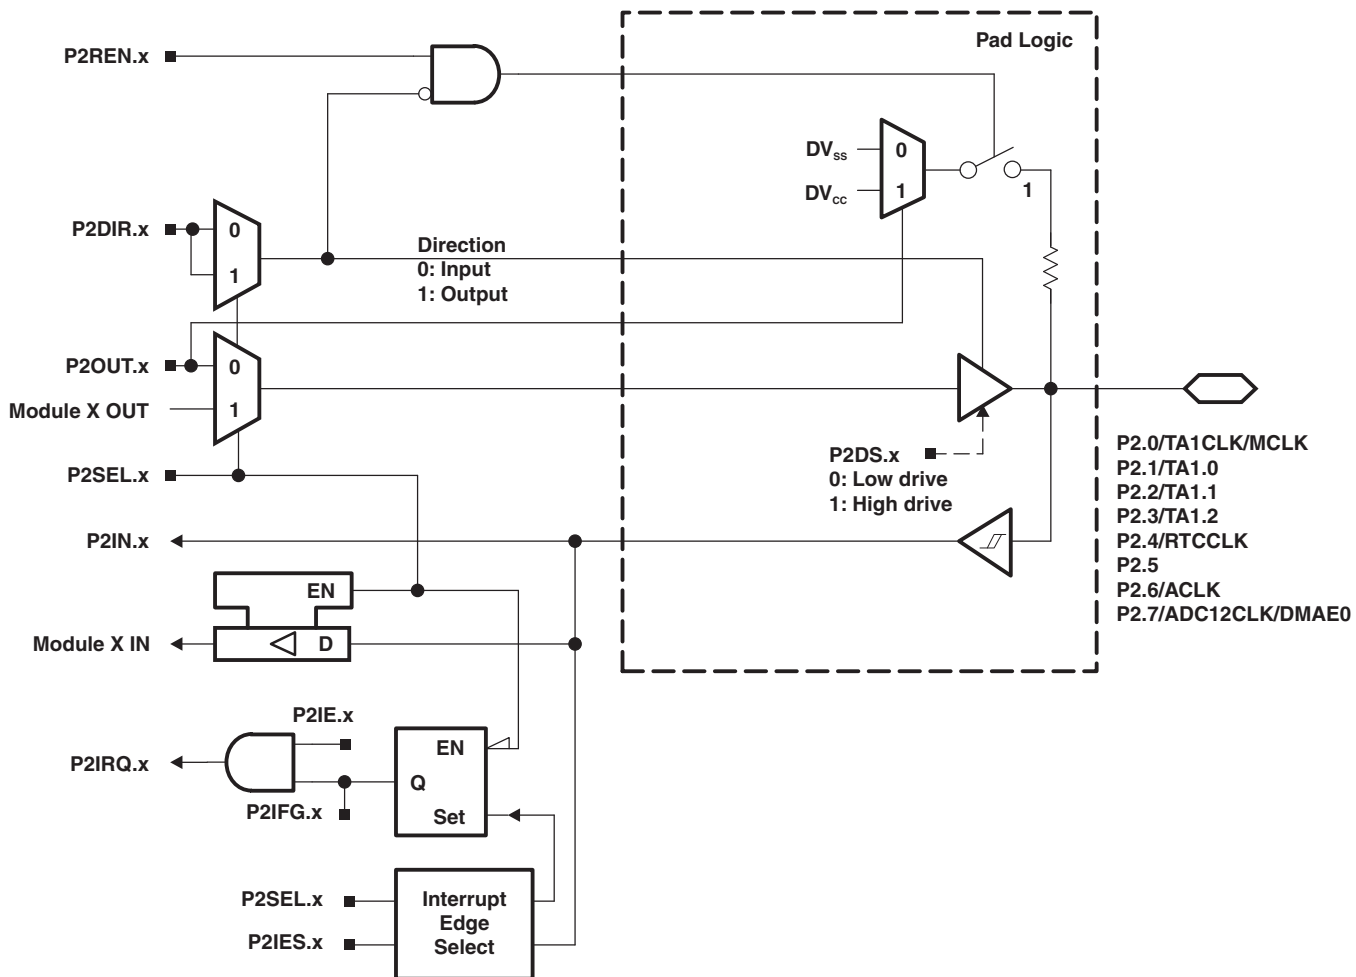 Pad Logic
P2REN.x
DVSS
0
DVCC
1
1
P2DIR.x
0
1
Direction
0: Input
1: Output
P2OUT.x
0
Module X OUT
1
P2SEL.x
P2DS.x
0: Low drive
1: High drive
P2.0/TA1CLK/MCLK
P2.1/TA1.0
P2.2/TA1.1
P2.3/TA1.2
P2.4/RTCCLK
P2.5
P2.6/ACLK
P2.7/ADC12CLK/DMAE0
P2IN.x
EN
Module X IN
D
P2IE.x
P2IRQ.x
EN
Q
P2IFG.x
Set
P2SEL.x
P2IES.x
Interrupt
Edge
Select